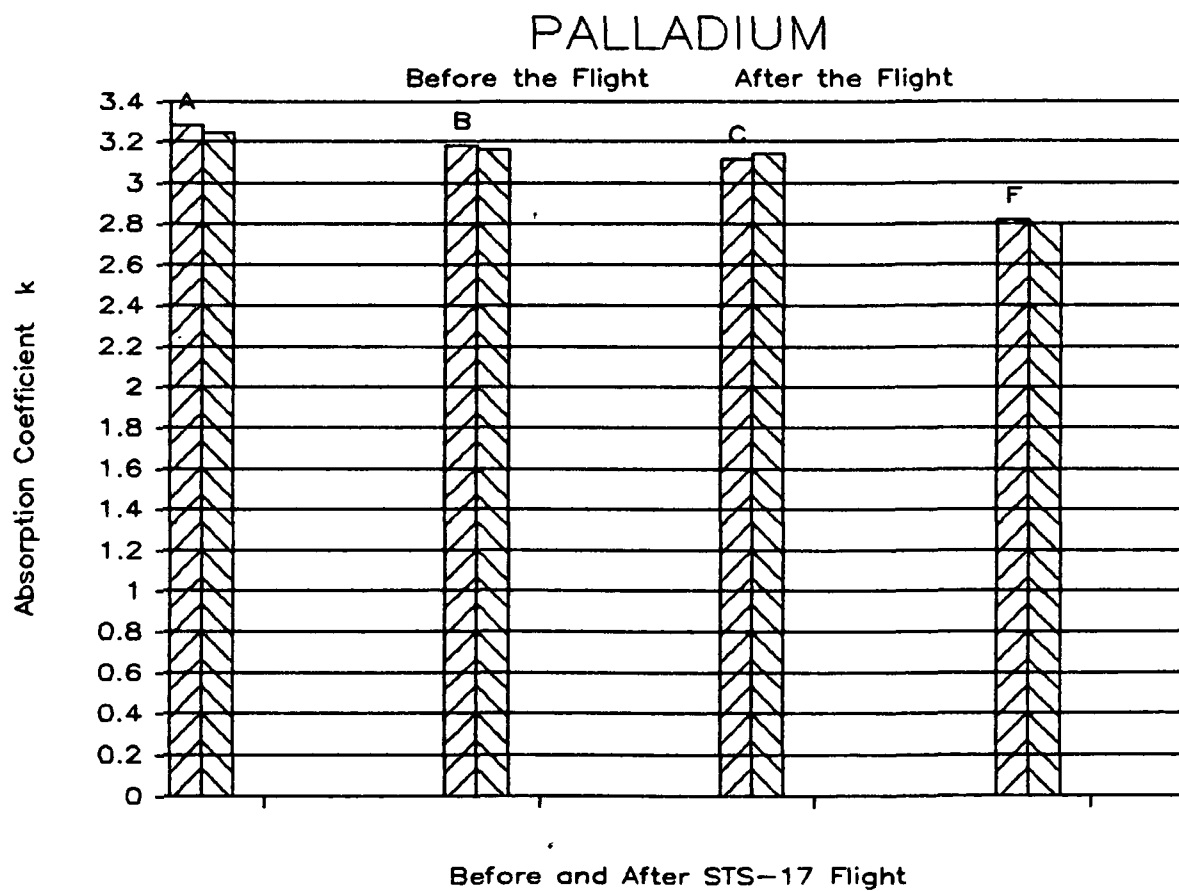 PALLADIUM
Before the Flight After the Flight
3.4
A
3.2
B
C
3
F
2.8
2.6
2.4
2.2
2
1.8
1.6
1.4
1.2
1
0.8
0.6
0.4
0.2
0
Absorption Coefficient k
Before and After STS-17 Flight